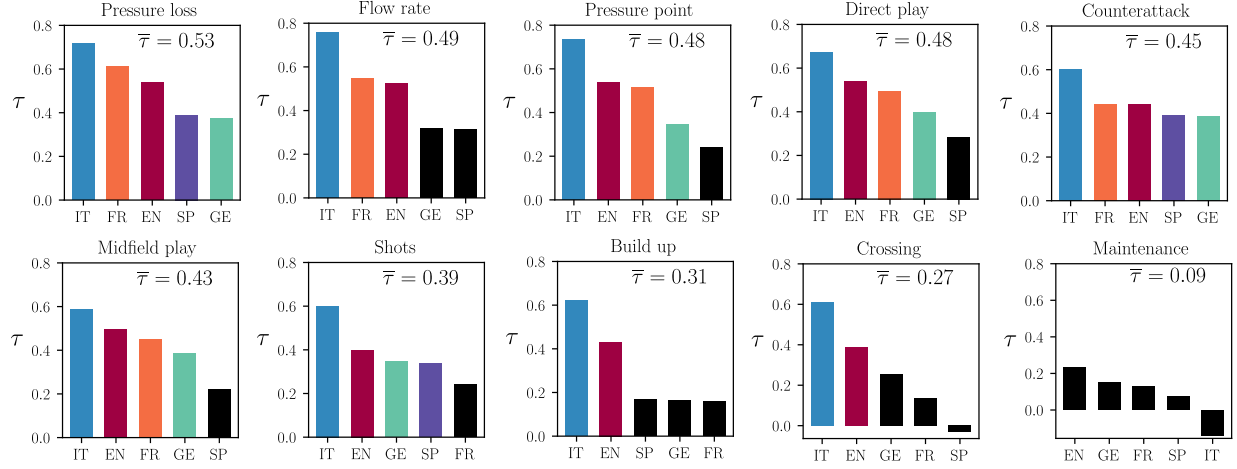 Pressure loss
τ̅ = 0.53
0.8
0.6
0.4
0.2
0.0
τ
IT FR EN SP GE
Flow rate
τ̅ = 0.49
0.8
0.6
0.4
0.2
0.0
τ
IT FR EN GE SP
Pressure point
τ̅ = 0.48
0.8
0.6
0.4
0.2
0.0
τ
IT EN FR GE SP
Direct play
τ̅ = 0.48
0.8
0.6
0.4
0.2
0.0
τ
IT EN FR GE SP
Counterattack
τ̅ = 0.45
0.8
0.6
0.4
0.2
0.0
τ
IT FR EN SP GE
Midfield play
τ̅ = 0.43
0.8
0.6
0.4
0.2
0.0
τ
IT EN FR GE SP
Shots
τ̅ = 0.39
0.8
0.6
0.4
0.2
0.0
τ
IT EN GE SP FR
Build up
τ̅ = 0.31
0.8
0.6
0.4
0.2
0.0
τ
IT EN SP GE FR
Crossing
τ̅ = 0.27
0.8
0.6
0.4
0.2
0.0
τ
IT EN GE FR SP
Maintenance
τ̅ = 0.09
0.8
0.6
0.4
0.2
0.0
τ
EN GE FR SP IT